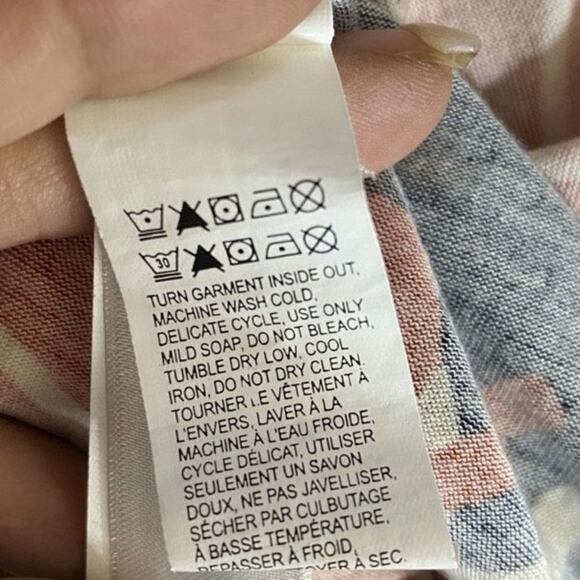 30
TURN GARMENT INSIDE OUT,
MACHINE WASH COLD,
DELICATE CYCLE, USE ONLY
MILD SOAP, DO NOT BLEACH,
TUMBLE DRY LOW, COOL
IRON, DO NOT DRY CLEAN.
TOURNER LE VÊTEMENT À
L'ENVERS, LAVER À LA
MACHINE À L'EAU FROIDE,
CYCLE DÉLICAT, UTILISER
SEULEMENT UN SAVON
DOUX, NE PAS JAVELLISER,
SÉCHER PAR CULBUTAGE
À BASSE TEMPÉRATURE,
REPASSER À FROID,
À SEC.